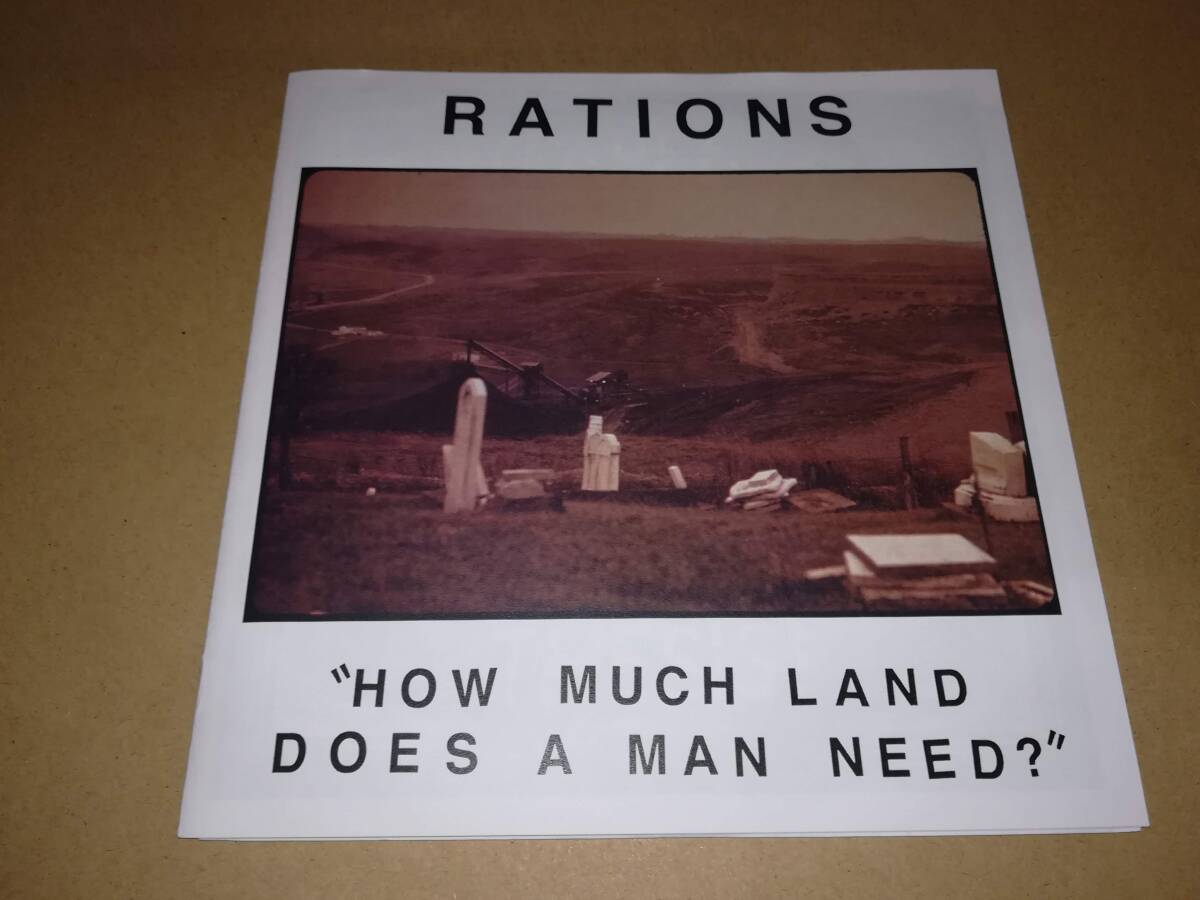 RATIONS
"HOW MUCH LAND
DOES A MAN NEED?"